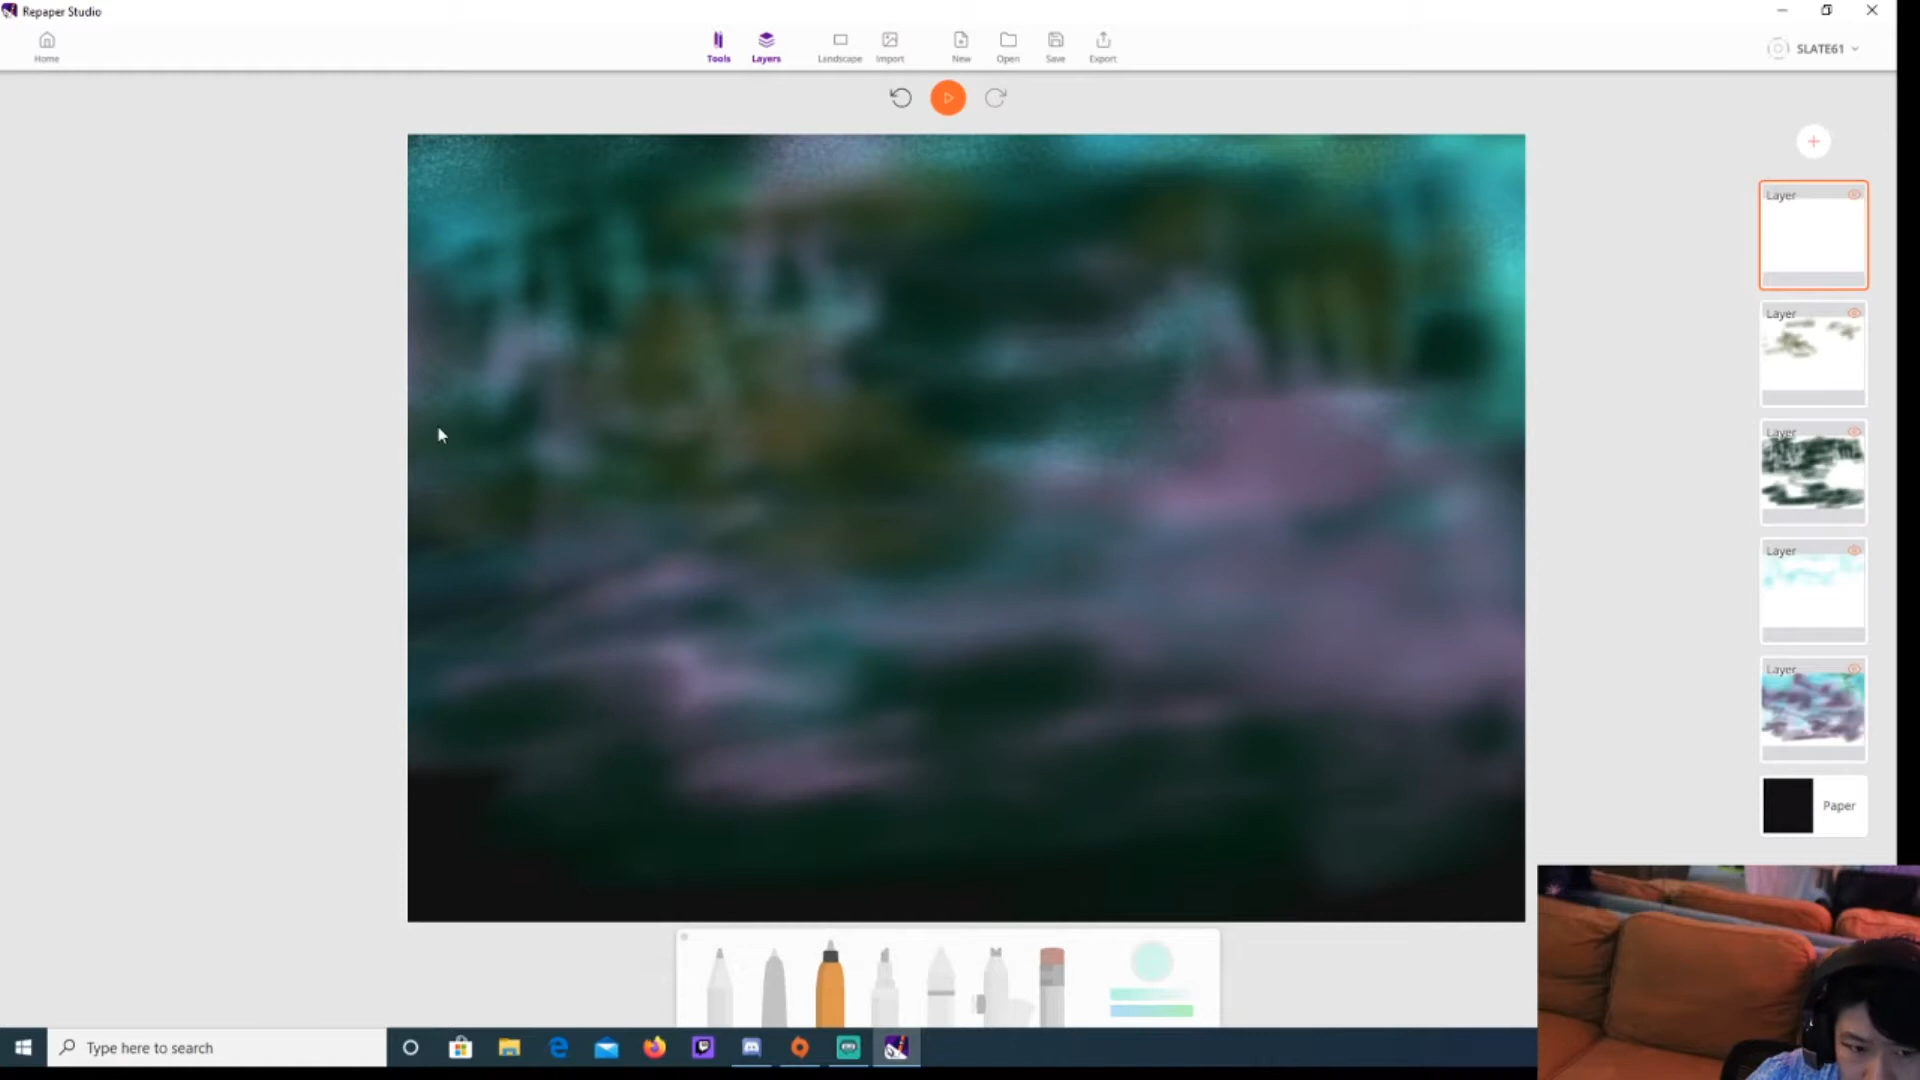 Repaper Studio
Home
Tools
Layers
Landscape
Import
New
Open
Save
Export
SLATE61
Layer
Layer
Layer
Layer
Layer
Paper
Type here to search